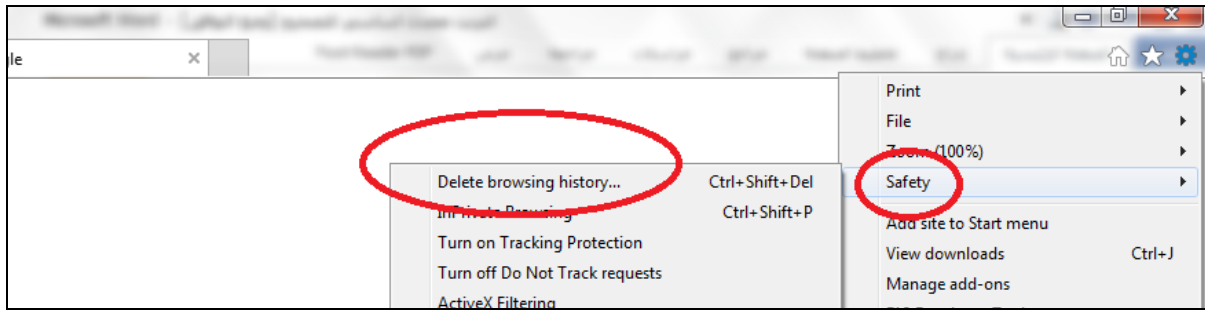 le
Print
File
Zoom (100%)
Safety
Add site to Start menu
View downloads Ctrl+J
Manage add-ons
Delete browsing history... Ctrl+Shift+Del
InPrivate Browsing Ctrl+Shift+P
Turn on Tracking Protection
Turn off Do Not Track requests
ActiveX Filtering